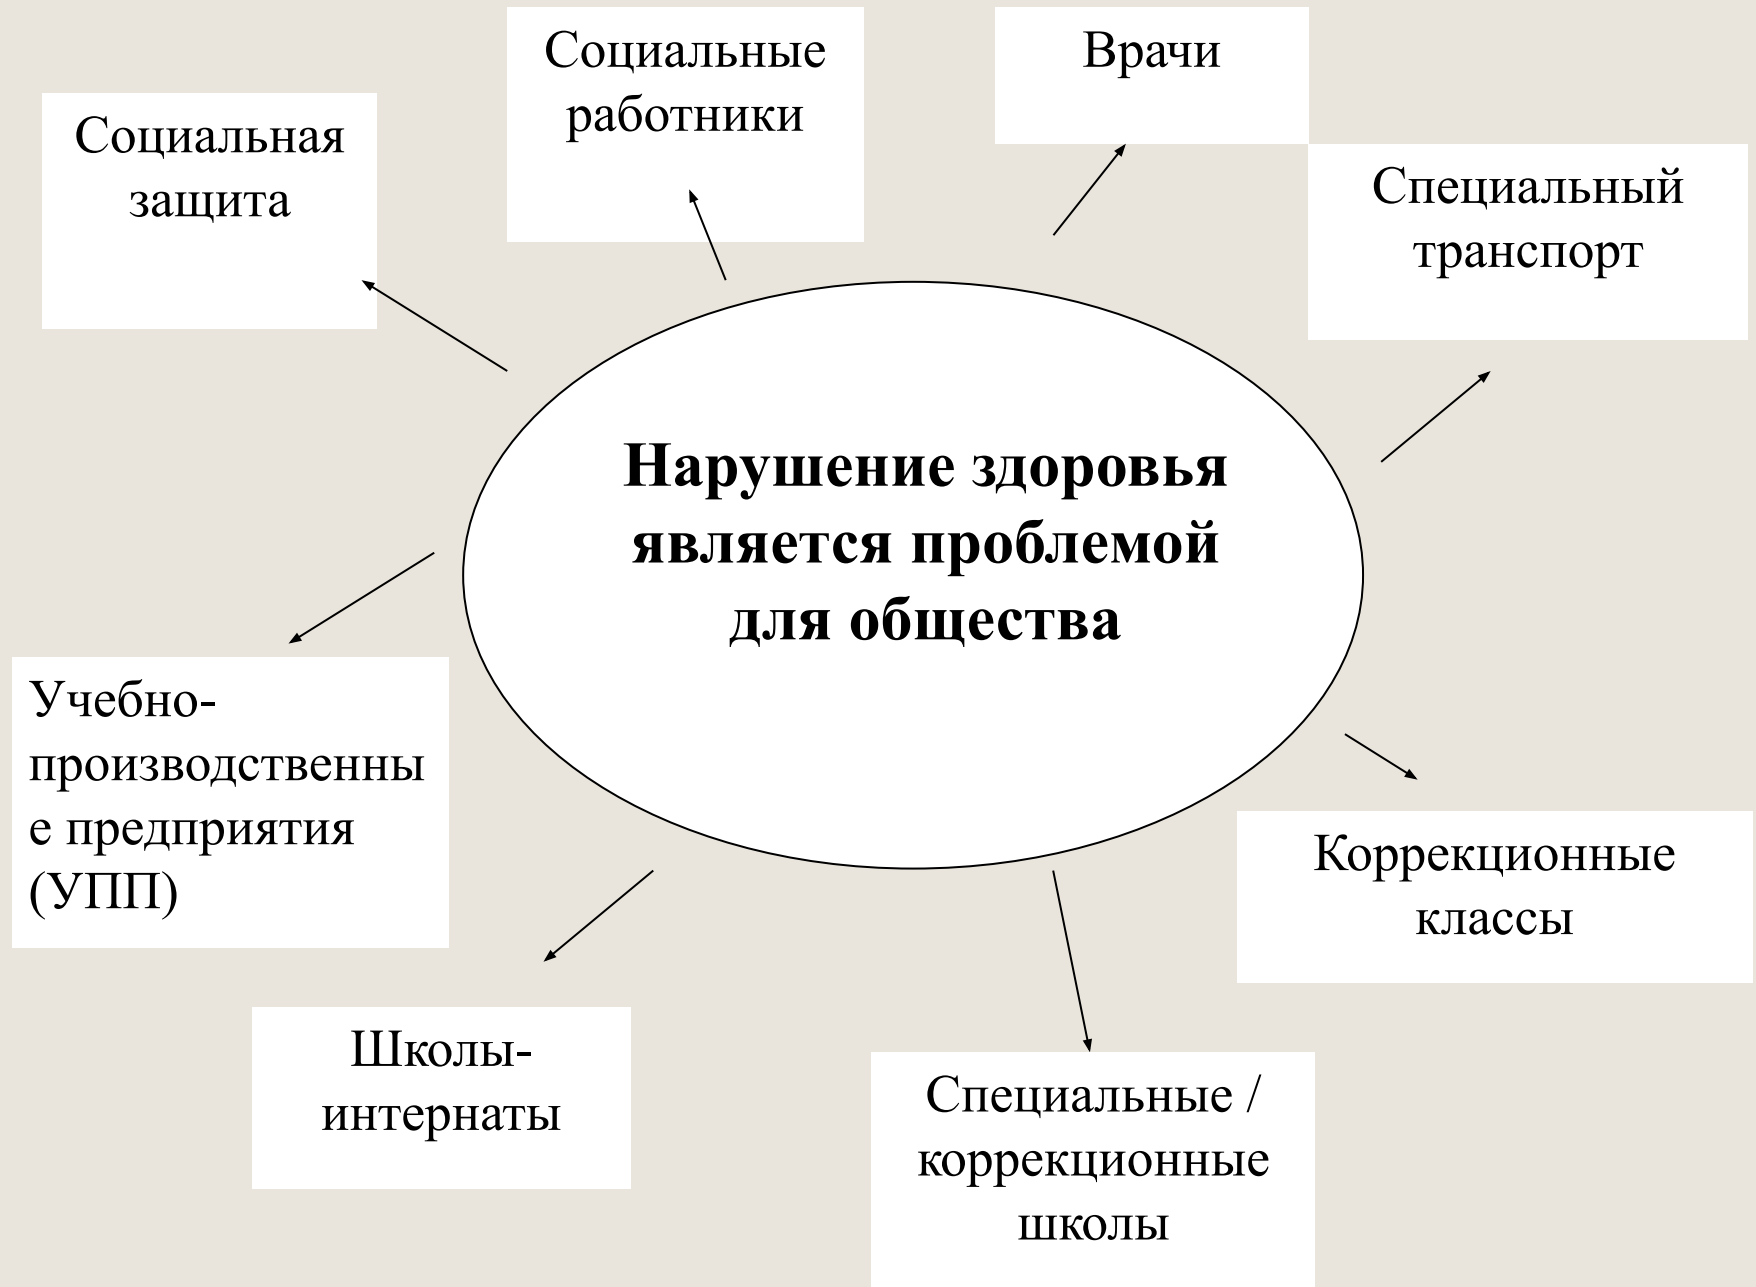 Социальные
работники
Врачи
Социальная
защита
Специальный
транспорт
Нарушение здоровья
является проблемой
для общества
Учебно-
производственны
е предприятия
(УПП)
Коррекционные
классы
Школы-
интернаты
Специальные /
коррекционные
школы